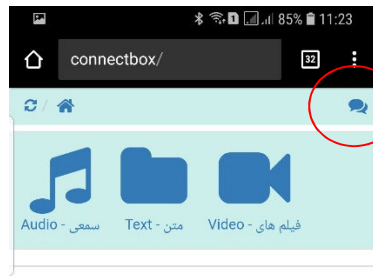 85% 11:23
connectbox/ 32
/
Audio - سمعی Text - متن Video - فیلم های